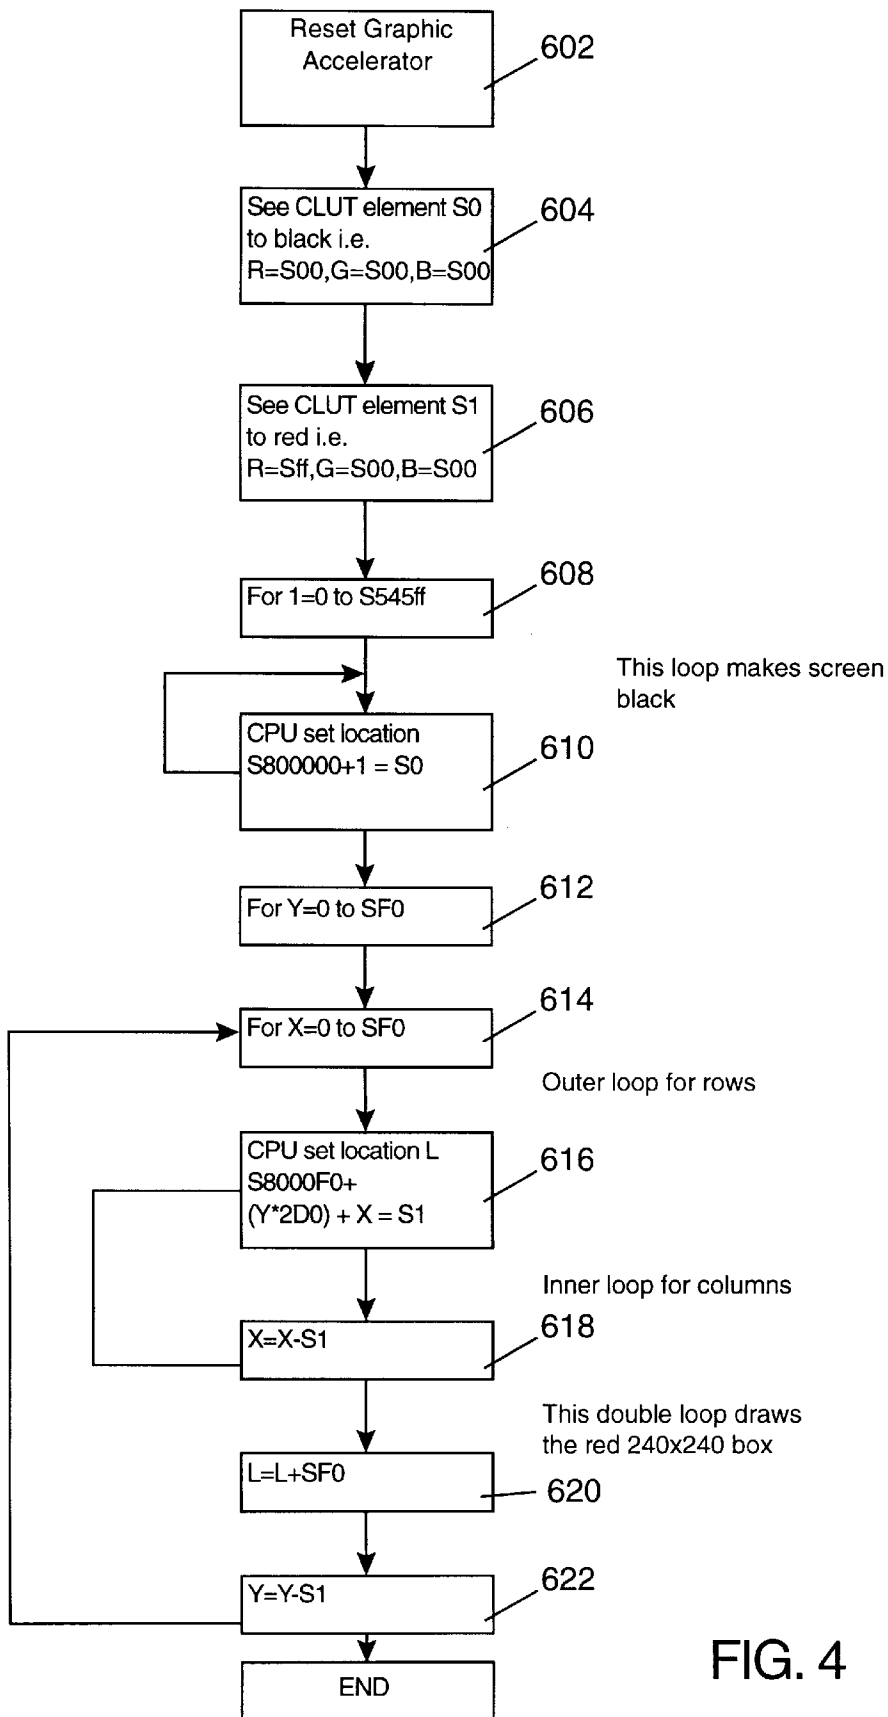 Reset Graphic
Accelerator
602
See CLUT element S0
to black i.e.
R=S00,G=S00,B=S00
604
See CLUT element S1
to red i.e.
R=Sff,G=S00,B=S00
606
For 1=0 to S545ff
608
This loop makes screen
black
CPU set location
S800000+1 = S0
610
For Y=0 to SF0
612
For X=0 to SF0
614
Outer loop for rows
CPU set location L
S8000F0+
(Y*2D0) + X = S1
616
Inner loop for columns
X=X-S1
618
This double loop draws
the red 240x240 box
L=L+SF0
620
Y=Y-S1
622
END
FIG. 4